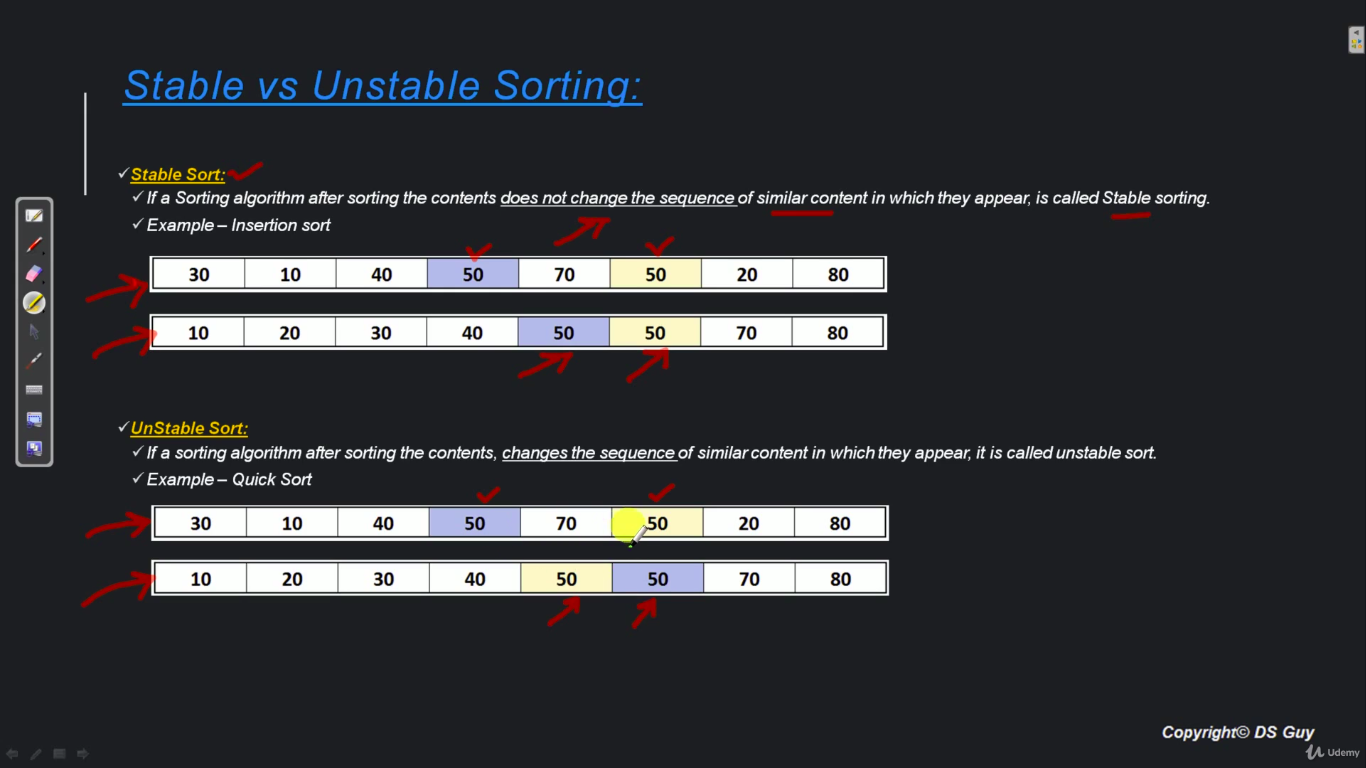 Stable vs Unstable Sorting:
Stable Sort:
If a Sorting algorithm after sorting the contents does not change the sequence of similar content in which they appear, is called Stable sorting.
Example – Insertion sort
30 10 40 50 70 50 20 80
10 20 30 40 50 50 70 80
UnStable Sort:
If a sorting algorithm after sorting the contents, changes the sequence of similar content in which they appear, it is called unstable sort.
Example – Quick Sort
30 10 40 50 70 50 20 80
10 20 30 40 50 50 70 80
Copyright© DS Guy
Udemy